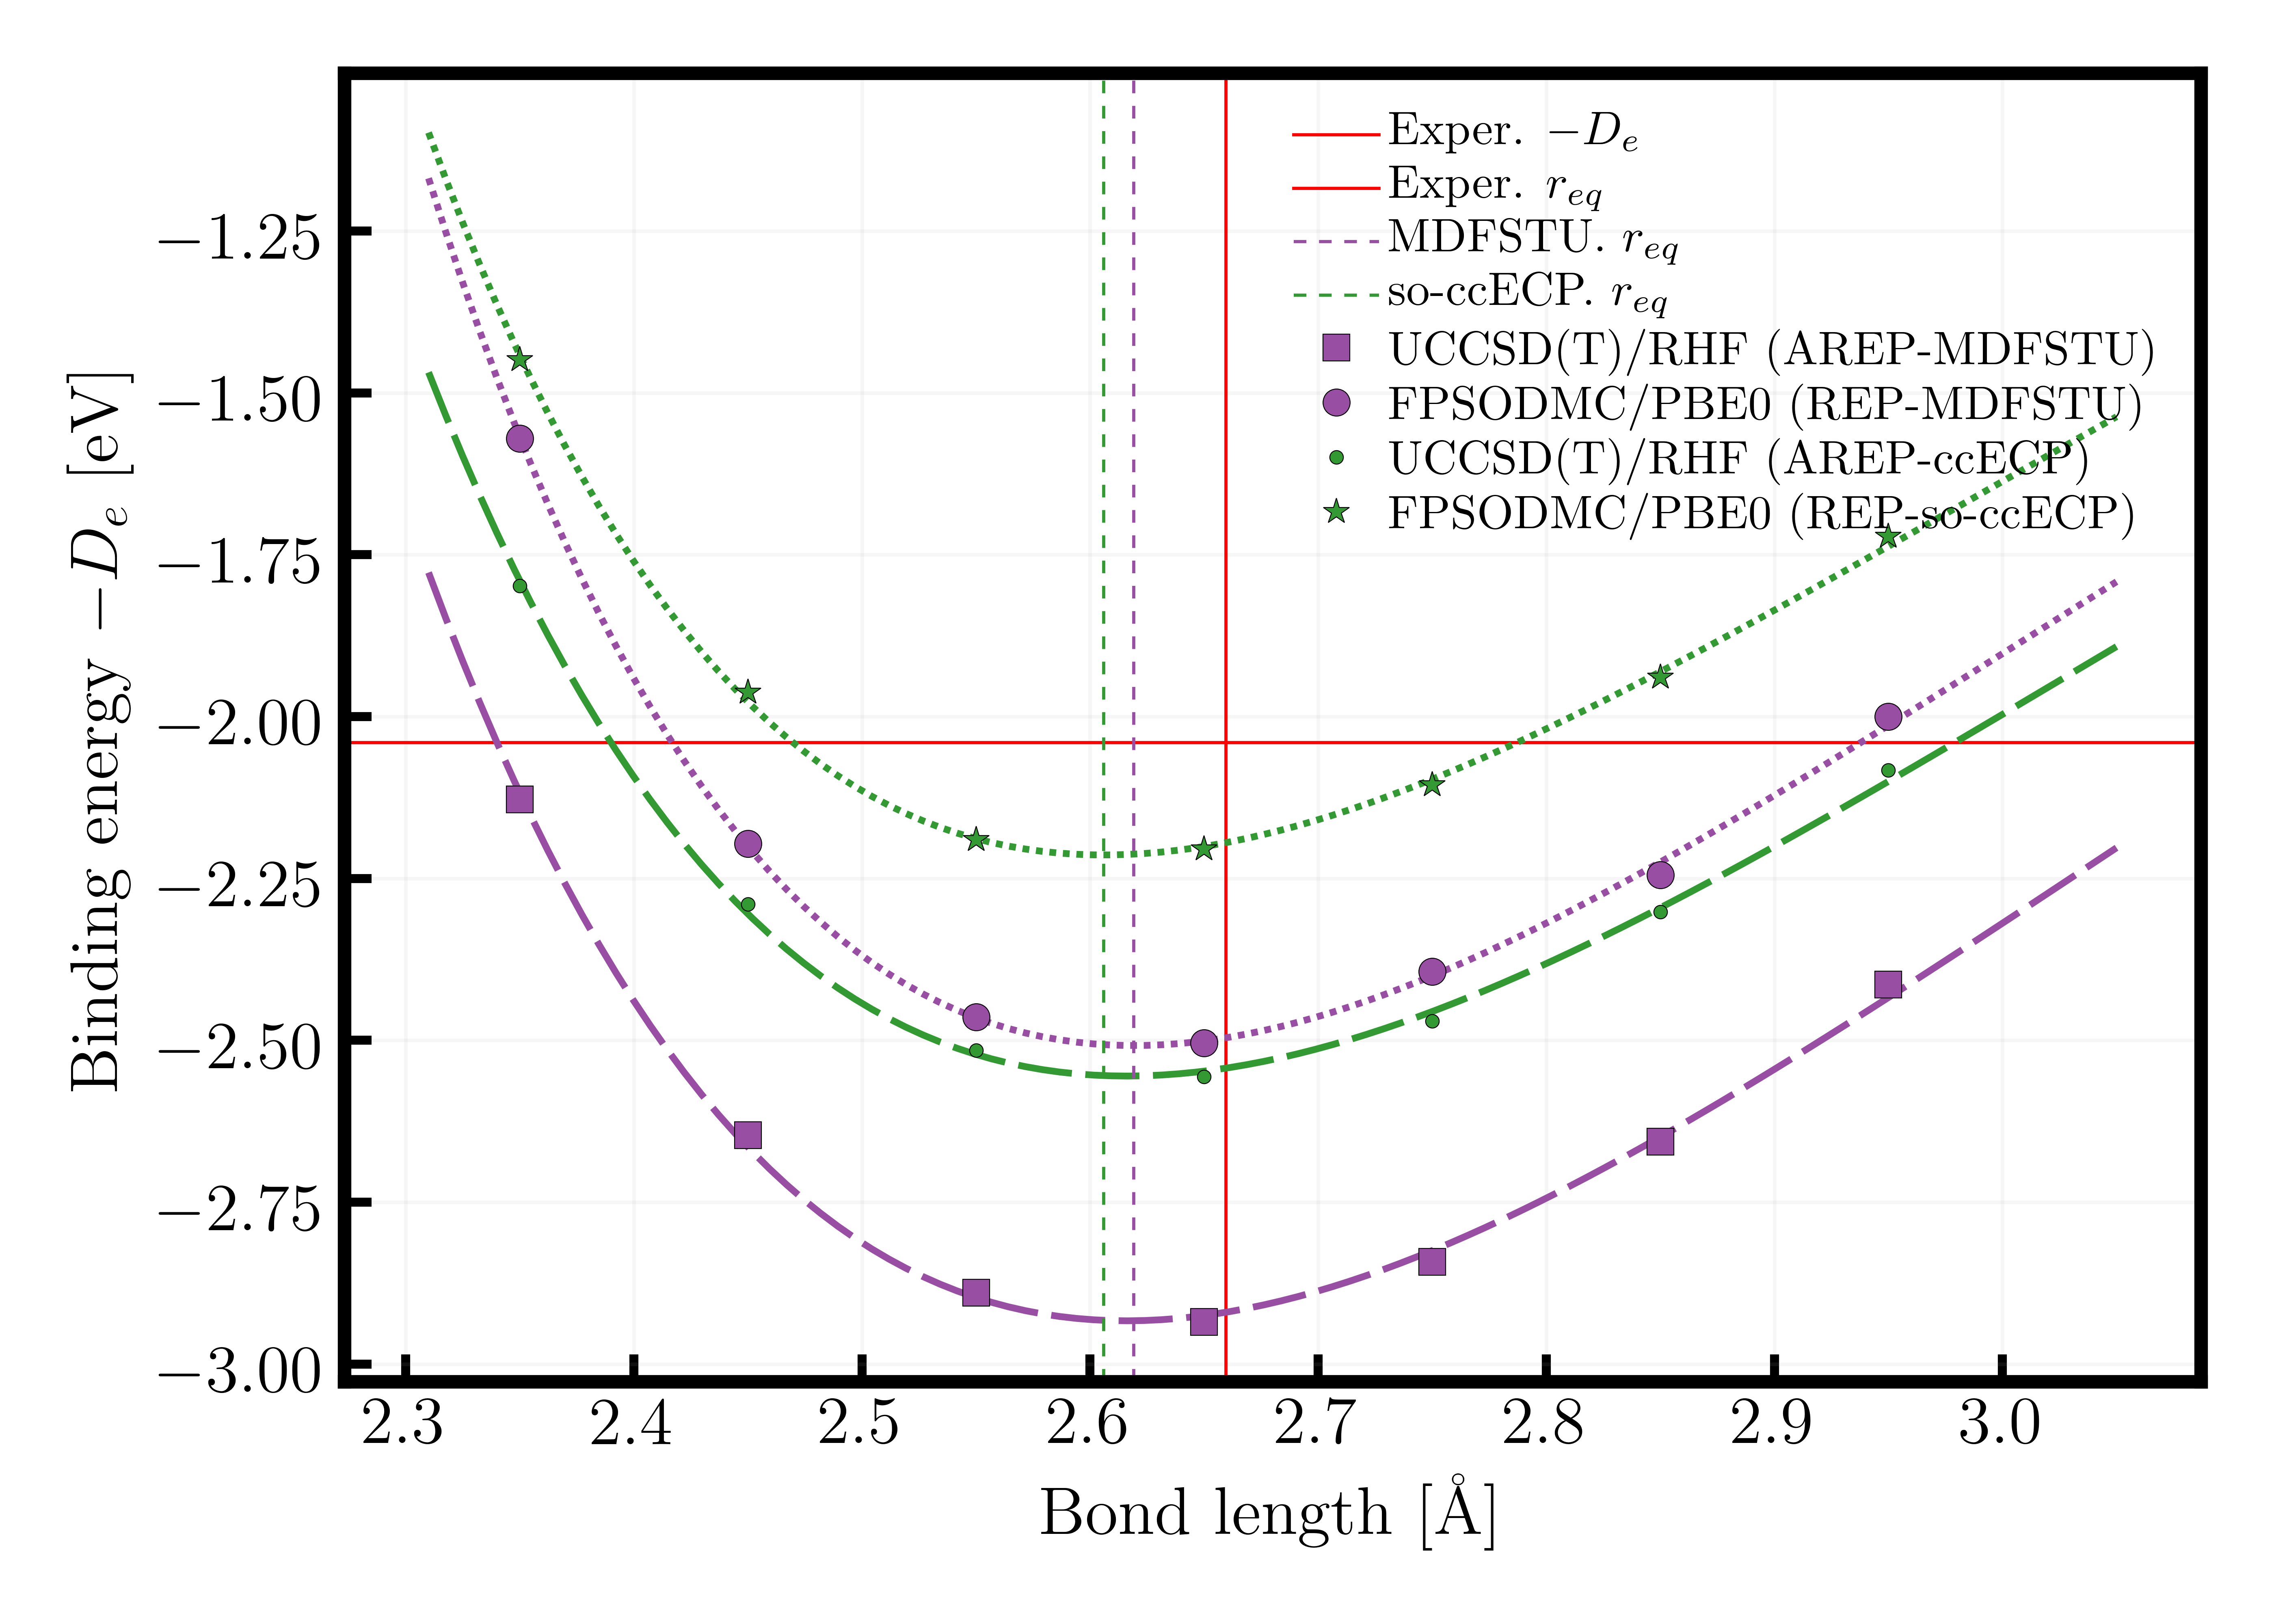 Exper. −D_e
Exper. r_eq
MDFSTU. r_eq
so-ccECP. r_eq
UCCSD(T)/RHF (AREP-MDFSTU)
FPSODMC/PBE0 (REP-MDFSTU)
UCCSD(T)/RHF (AREP-ccECP)
FPSODMC/PBE0 (REP-so-ccECP)
Binding energy −D_e [eV]
−1.25
−1.50
−1.75
−2.00
−2.25
−2.50
−2.75
−3.00
2.3 2.4 2.5 2.6 2.7 2.8 2.9 3.0
Bond length [Å]